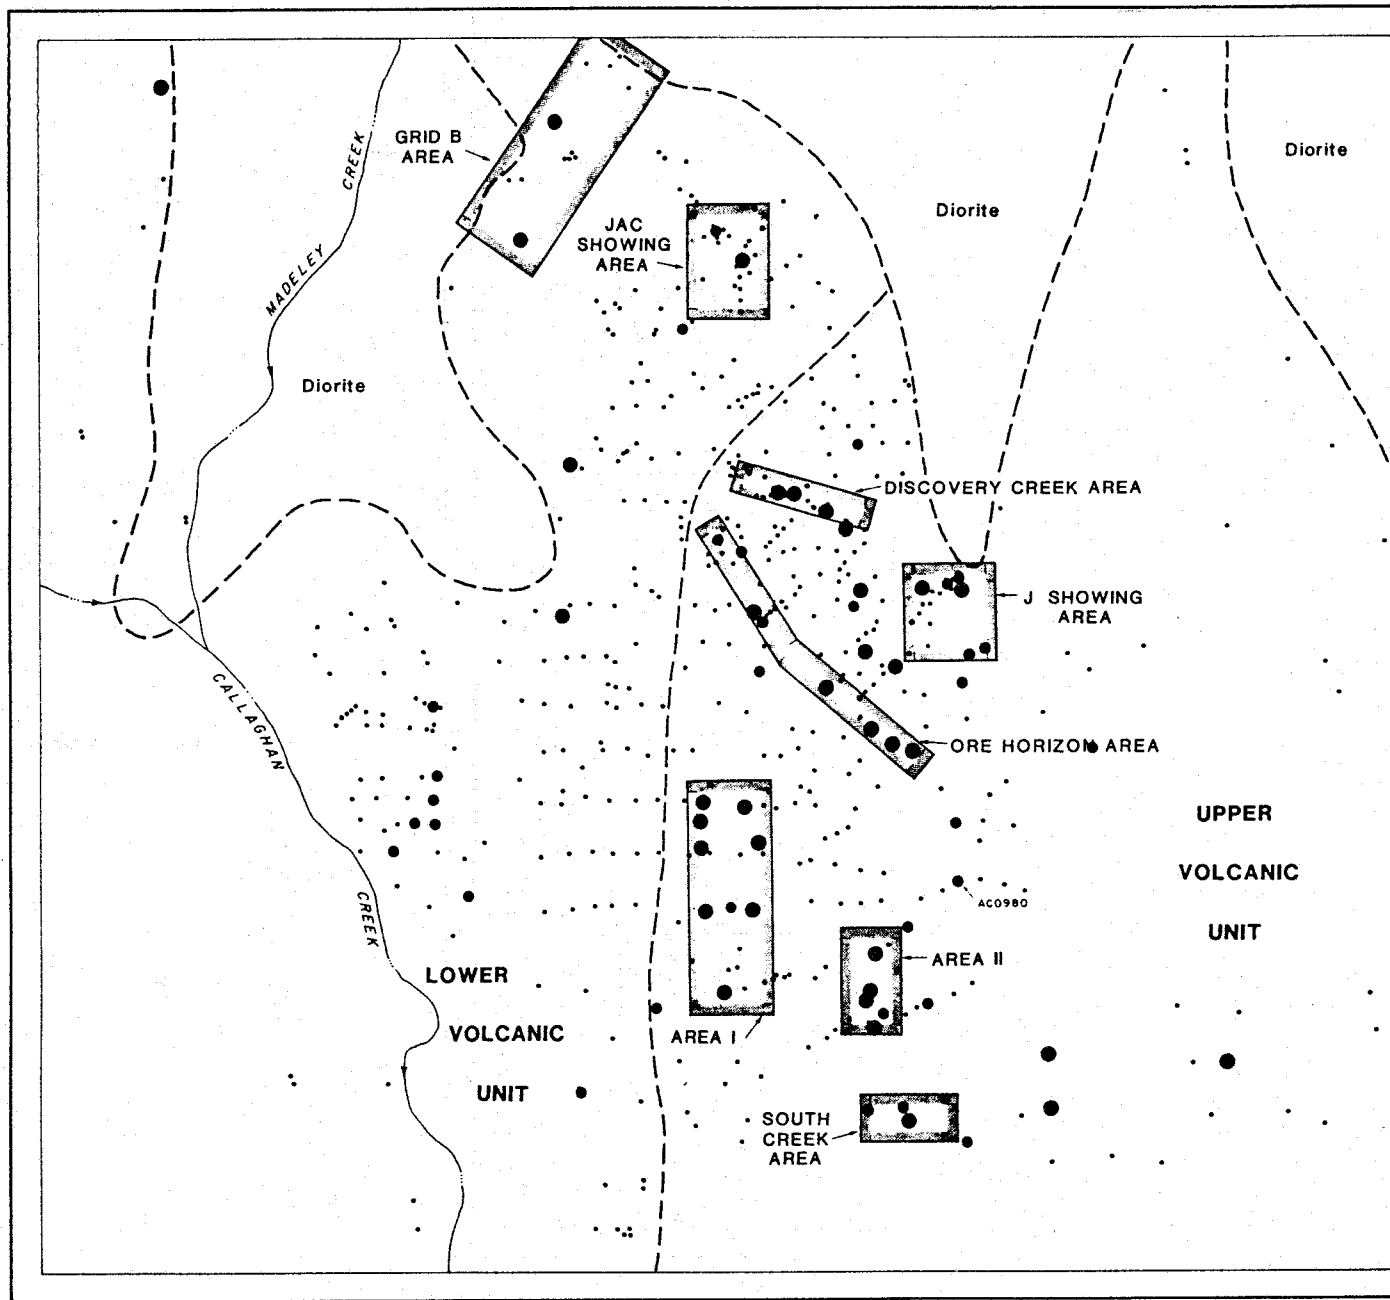 GRID B
AREA
MADELEY CREEK
JAC
SHOWING
AREA
Diorite
Diorite
Diorite
DISCOVERY CREEK AREA
J SHOWING
AREA
CALLAGHAN CREEK
ORE HORIZON AREA
UPPER
VOLCANIC
UNIT
AC0980
LOWER
VOLCANIC
UNIT
AREA II
AREA I
SOUTH
CREEK
AREA